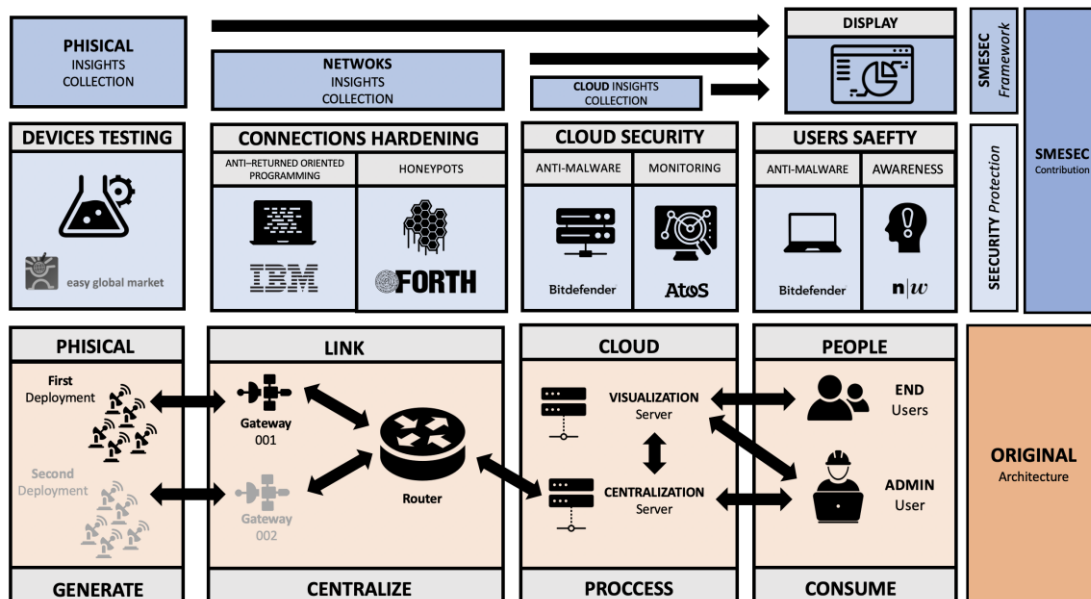 PHISICAL
INSIGHTS
COLLECTION
NETWOKS
INSIGHTS
COLLECTION
CLOUD INSIGHTS
COLLECTION
DISPLAY
SMESEC
Framework
DEVICES TESTING
easy global market
CONNECTIONS HARDENING
ANTI–RETURNED ORIENTED
PROGRAMMING
HONEYPOTS
IBM
FORTH
CLOUD SECURITY
ANTI-MALWARE
MONITORING
Bitdefender
Atos
USERS SAEFTY
ANTI-MALWARE
AWARENESS
Bitdefender
n|w
SEECURITY Protection
SMESEC
Contribution
PHISICAL
First
Deployment
Second
Deployment
GENERATE
LINK
Gateway
001
Gateway
002
Router
CENTRALIZE
CLOUD
VISUALIZATION
Server
CENTRALIZATION
Server
PROCCESS
PEOPLE
END
Users
ADMIN
User
CONSUME
ORIGINAL
Architecture